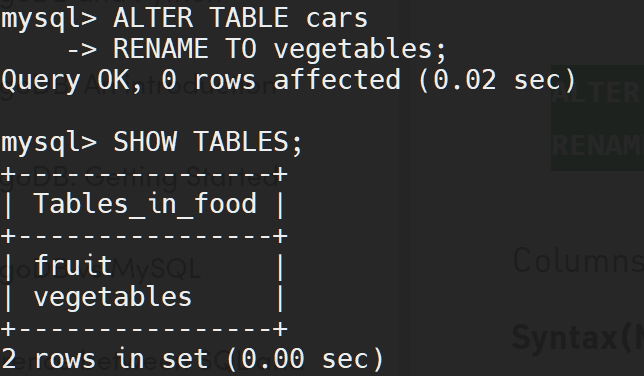 mysql> ALTER TABLE cars
    -> RENAME TO vegetables;
Query OK, 0 rows affected (0.02 sec)
mysql> SHOW TABLES;
+----------------+
| Tables_in_food |
+----------------+
| fruit          |
| vegetables     |
+----------------+
2 rows in set (0.00 sec)
ALTER
RENAM
Columns
Syntax(M